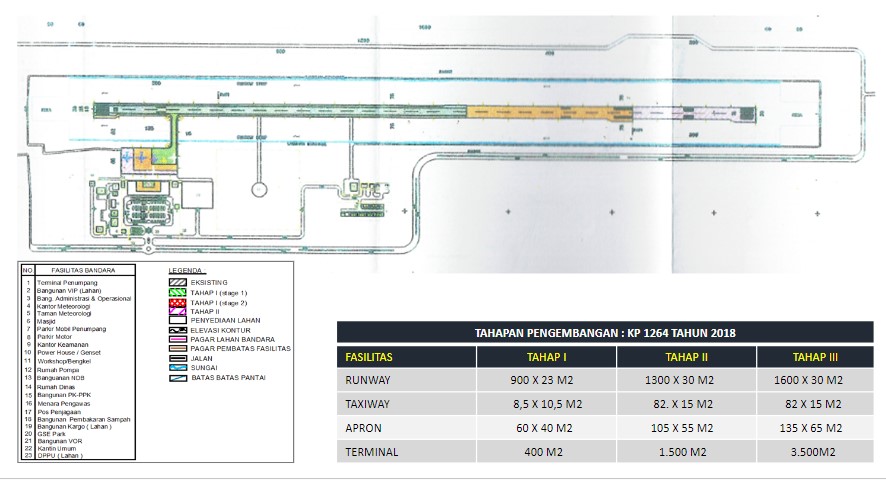 NO. FASILITAS BANDARA
1 Terminal Penumpang
2 Bangunan VIP (Lahan)
3 Bang. Administrasi & Operasional
4 Kantor Meteorologi
5 Taman Meteorologi
6 Masjid
7 Parkir Mobil Penumpang
8 Parkir Motor
9 Kantor Keamanan
10 Power House / Genset
11 Workshop/Bengkel
12 Rumah Pompa
13 Bangunan NDB
14 Rumah Dinas
15 Bangunan PK-PPK
16 Menara Pengawas
17 Pos Penjagaan
18 Bangunan Pembakaran Sampah
19 Bangunan Kargo ( Lahan )
20 GSE Park
21 Bangunan VOR
22 Kantin Umum
23 DPPU ( Lahan )
LEGENDA
EKSISTING
TAHAP I (stage 1)
TAHAP I (stage 2)
TAHAP II
PENYEDIAAN LAHAN
ELEVASI KONTUR
PAGAR LAHAN BANDARA
PAGAR PEMBATAS FASILITAS
JALAN
SUNGAI
BATAS BATAS PANTAI
TAHAPAN PENGEMBANGAN : KP 1264 TAHUN 2018
FASILITAS TAHAP I TAHAP II TAHAP III
RUNWAY 900 X 23 M2 1300 X 30 M2 1600 X 30 M2
TAXIWAY 8,5 X 10,5 M2 82. X 15 M2 82 X 15 M2
APRON 60 X 40 M2 105 X 55 M2 135 X 65 M2
TERMINAL 400 M2 1.500 M2 3.500M2